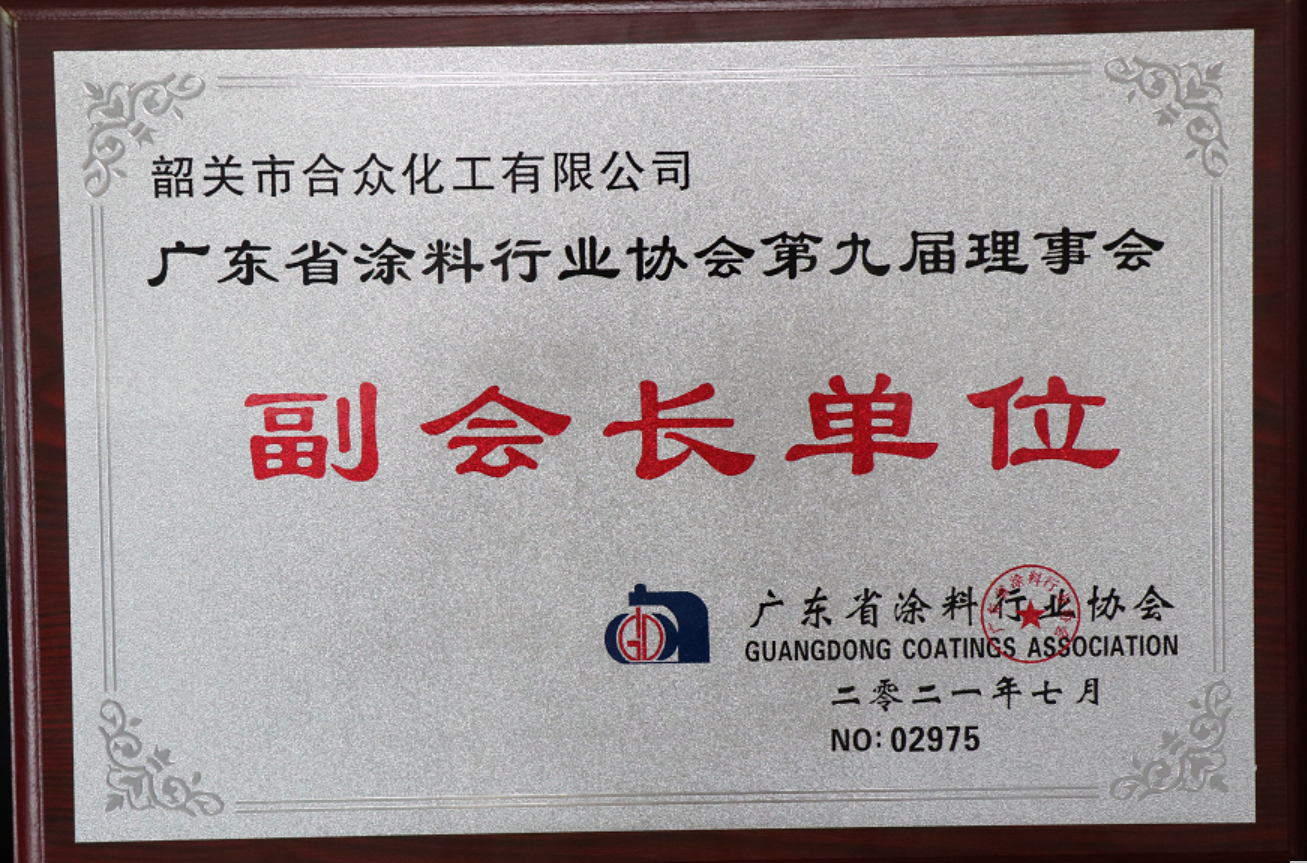 韶关市合众化工有限公司
广东省涂料行业协会第九届理事会
副会长单位
广东省涂料行业协会
GUANGDONG COATINGS ASSOCIATION
二零二一年七月
NO:02975